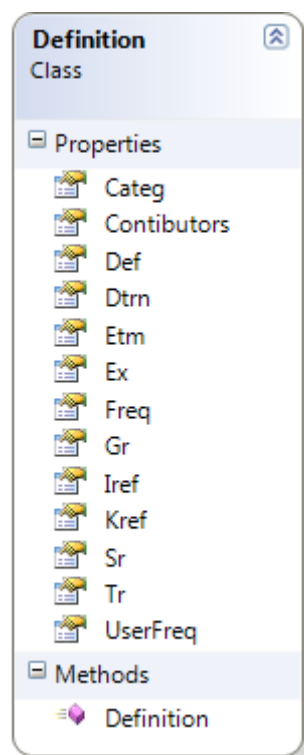 Definition
Class
Properties
Categ
Contibutors
Def
Dtrn
Etm
Ex
Freq
Gr
Iref
Kref
Sr
Tr
UserFreq
Methods
Definition